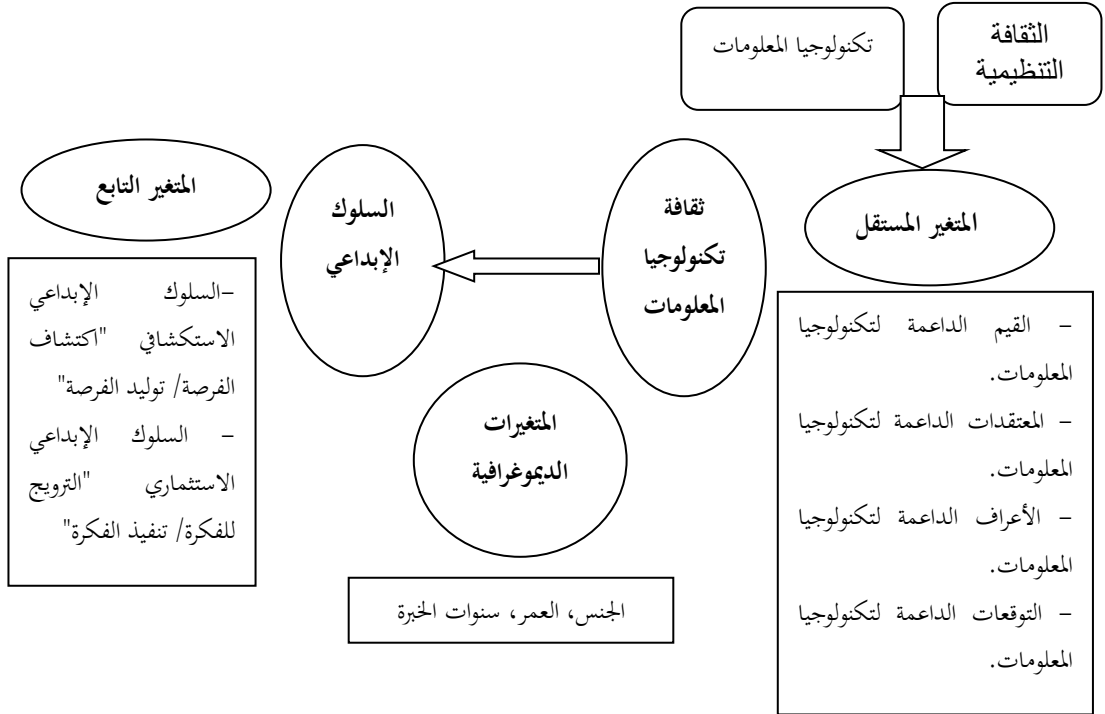 الثقافة
التنظيمية
تكنولوجيا المعلومات
المتغير المستقل
ثقافة
تكنولوجيا
المعلومات
السلوك
الإبداعي
المتغير التابع
- القيم الداعمة لتكنولوجيا
المعلومات.
- المعتقدات الداعمة لتكنولوجيا
المعلومات.
- الأعراف الداعمة لتكنولوجيا
المعلومات.
- التوقعات الداعمة لتكنولوجيا
المعلومات.
-السلوك الإبداعي
الاستكشافي "اكتشاف
الفرصة/ توليد الفرصة"
- السلوك الإبداعي
الاستثماري "الترويج
للفكرة/ تنفيذ الفكرة"
المتغيرات
الديموغرافية
الجنس، العمر، سنوات الخبرة